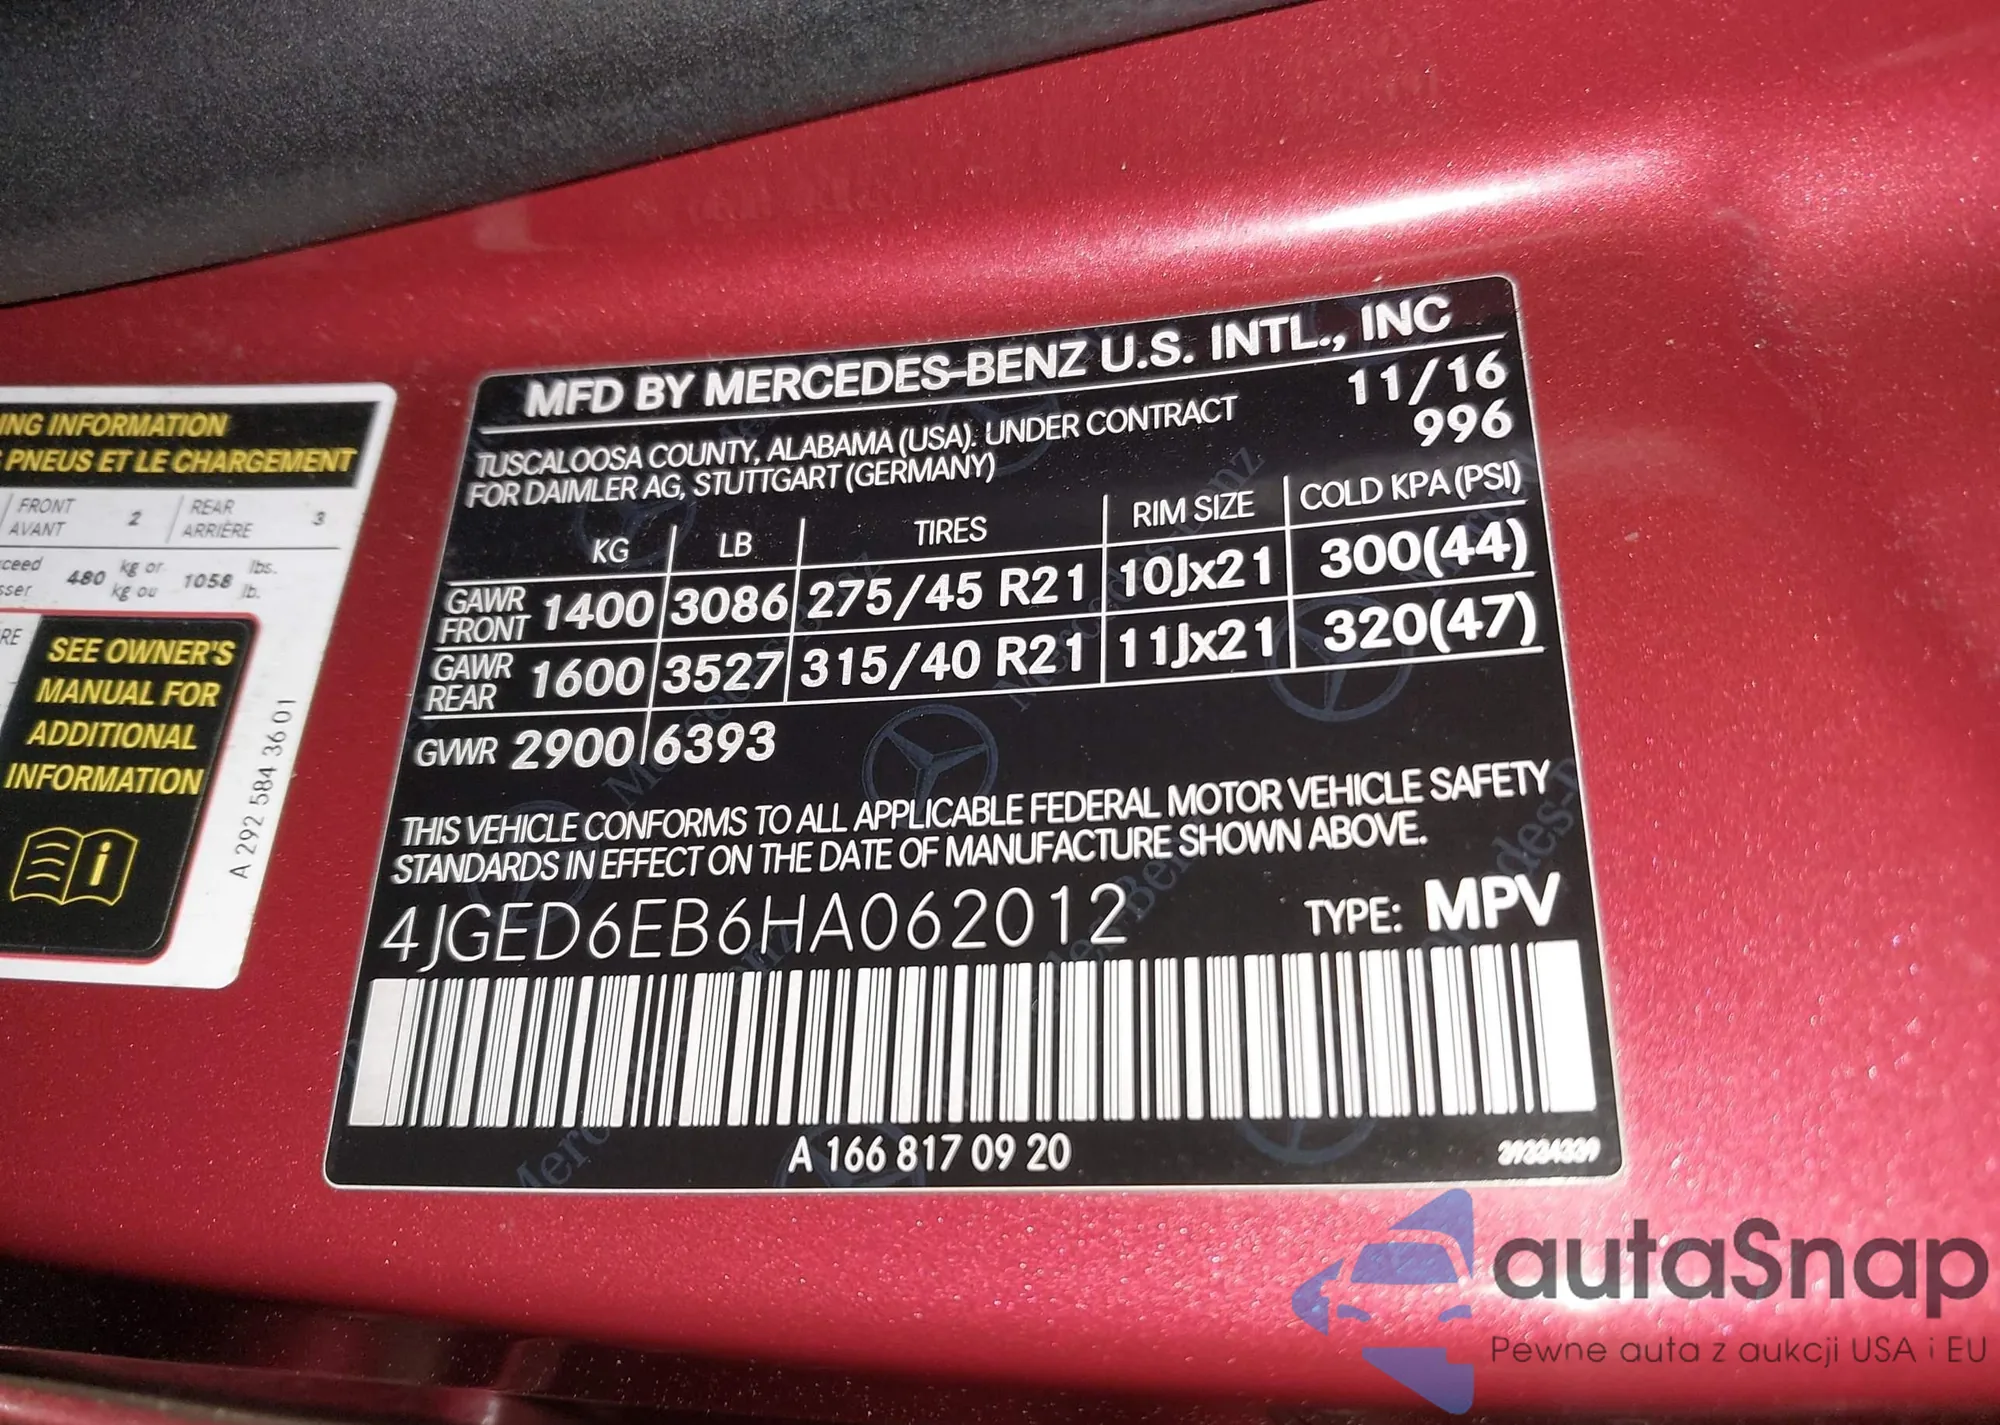 ING INFORMATION
PNEUS ET LE CHARGEMENT
FRONT
AVANT
2
REAR
ARRIÈRE
3
480
kg or
kg ou
1058
lbs.
lb.
SEE OWNER'S
MANUAL FOR
ADDITIONAL
INFORMATION
A 292 584 36 01
MFD BY MERCEDES-BENZ U.S. INTL., INC
TUSCALOOSA COUNTY, ALABAMA (USA). UNDER CONTRACT
FOR DAIMLER AG, STUTTGART (GERMANY)
11/16
996
KG LB TIRES RIM SIZE COLD KPA (PSI)
GAWR FRONT 1400 3086 275/45 R21 10Jx21 300(44)
GAWR REAR 1600 3527 315/40 R21 11Jx21 320(47)
GVWR 2900 6393
THIS VEHICLE CONFORMS TO ALL APPLICABLE FEDERAL MOTOR VEHICLE SAFETY
STANDARDS IN EFFECT ON THE DATE OF MANUFACTURE SHOWN ABOVE.
4JGED6EB6HA062012 TYPE: MPV
A 166 817 09 20
autaSnap
Pewne auta z aukcji USA i EU